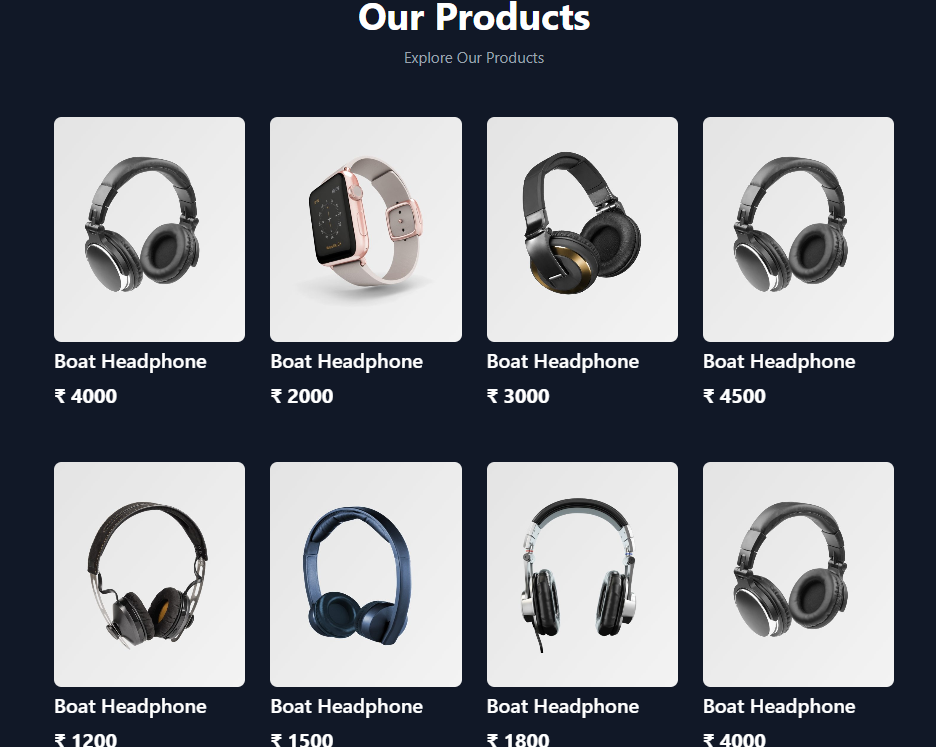 Our Products
Explore Our Products
Boat Headphone
Boat Headphone
Boat Headphone
Boat Headphone
₹ 4000
₹ 2000
₹ 3000
₹ 4500
Boat Headphone
Boat Headphone
Boat Headphone
Boat Headphone
₹ 1200
₹ 1500
₹ 1800
₹ 4000